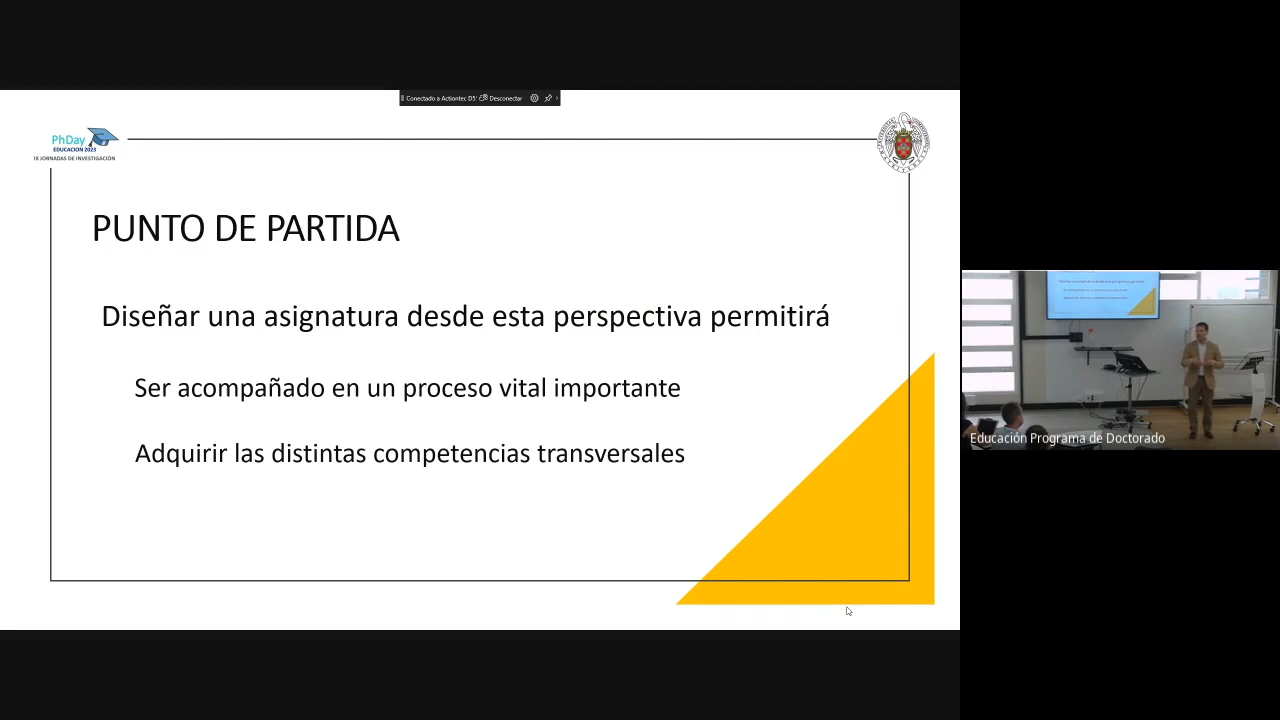 Conectado a Actiontec D5 Desconectar
PhDay
EDUCACION 2023
IX JORNADAS DE INVESTIGACIÓN
PUNTO DE PARTIDA
Diseñar una asignatura desde esta perspectiva permitirá
Ser acompañado en un proceso vital importante
Adquirir las distintas competencias transversales
Educación Programa de Doctorado